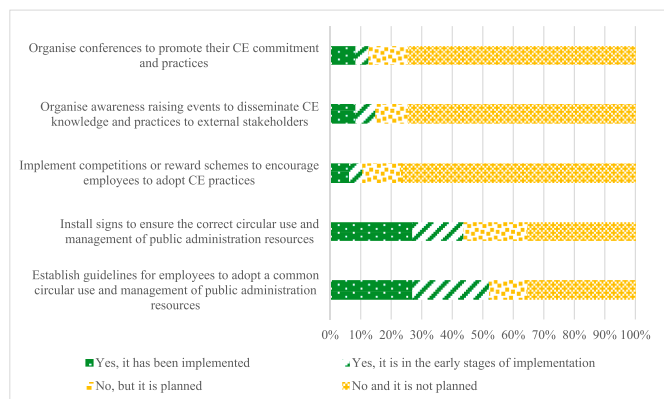 Organise conferences to promote their CE commitment
and practices
Organise awareness raising events to disseminate CE
knowledge and practices to external stakeholders
Implement competitions or reward schemes to encourage
employees to adopt CE practices
Install signs to ensure the correct circular use and
management of public administration resources
Establish guidelines for employees to adopt a common
circular use and management of public administration
resources
0% 10% 20% 30% 40% 50% 60% 70% 80% 90% 100%
Yes, it has been implemented
Yes, it is in the early stages of implementation
No, but it is planned
No and it is not planned